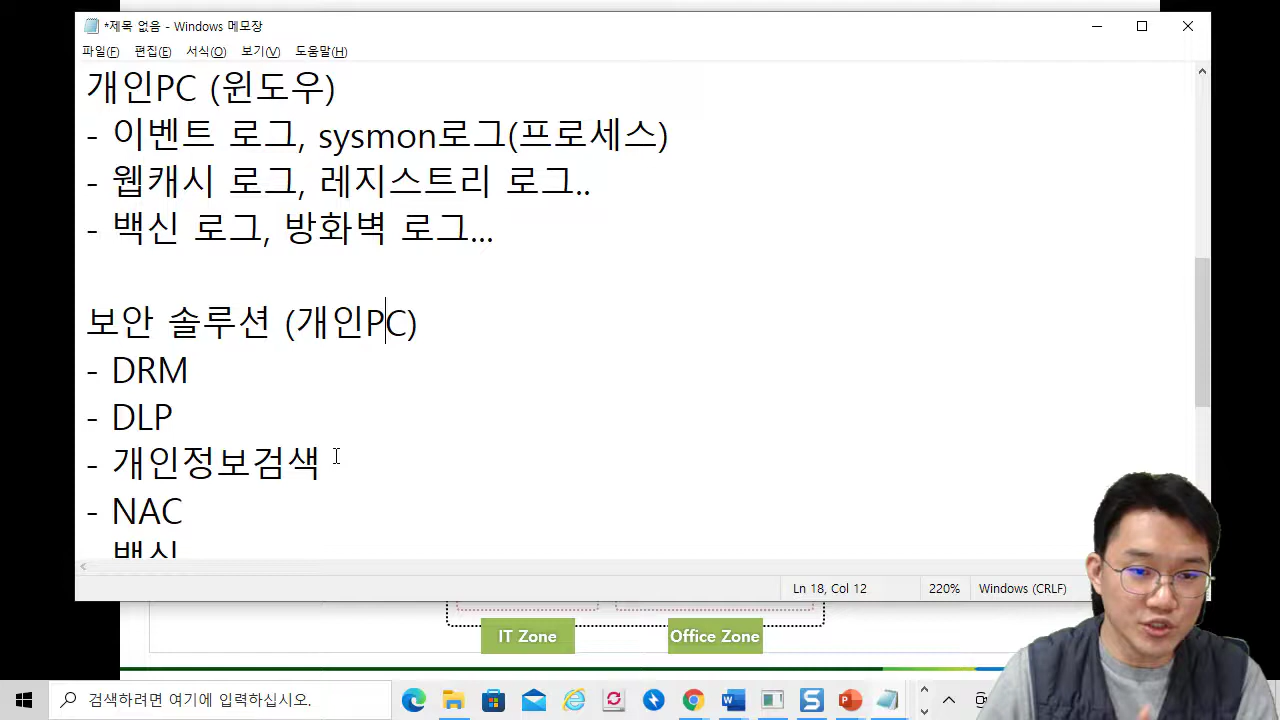 *제목 없음 - Windows 메모장
파일(F) 편집(E) 서식(O) 보기(V) 도움말(H)
개인PC (윈도우)
- 이벤트 로그, sysmon로그(프로세스)
- 웹캐시 로그, 레지스트리 로그..
- 백신 로그, 방화벽 로그...
보안 솔루션 (개인PC)
- DRM
- DLP
- 개인정보검색
- NAC
- 백신
Ln 18, Col 12 220% Windows (CRLF)
IT Zone Office Zone
검색하려면 여기에 입력하십시오.